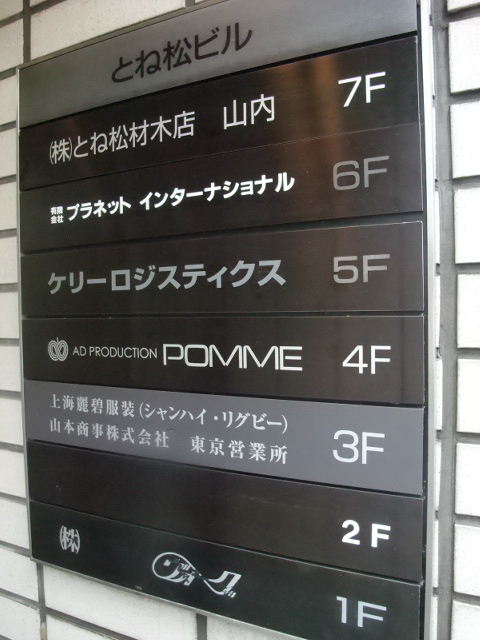 とね松ビル
(株)とね松材木店 山内 7F
有限会社 プラネット インターナショナル 6F
ケリーロジスティクス 5F
AD PRODUCTION POMME 4F
上海麗碧服装(シャンハイ・リグビー)
山本商事株式会社 東京営業所 3F
2F
(株) 1F